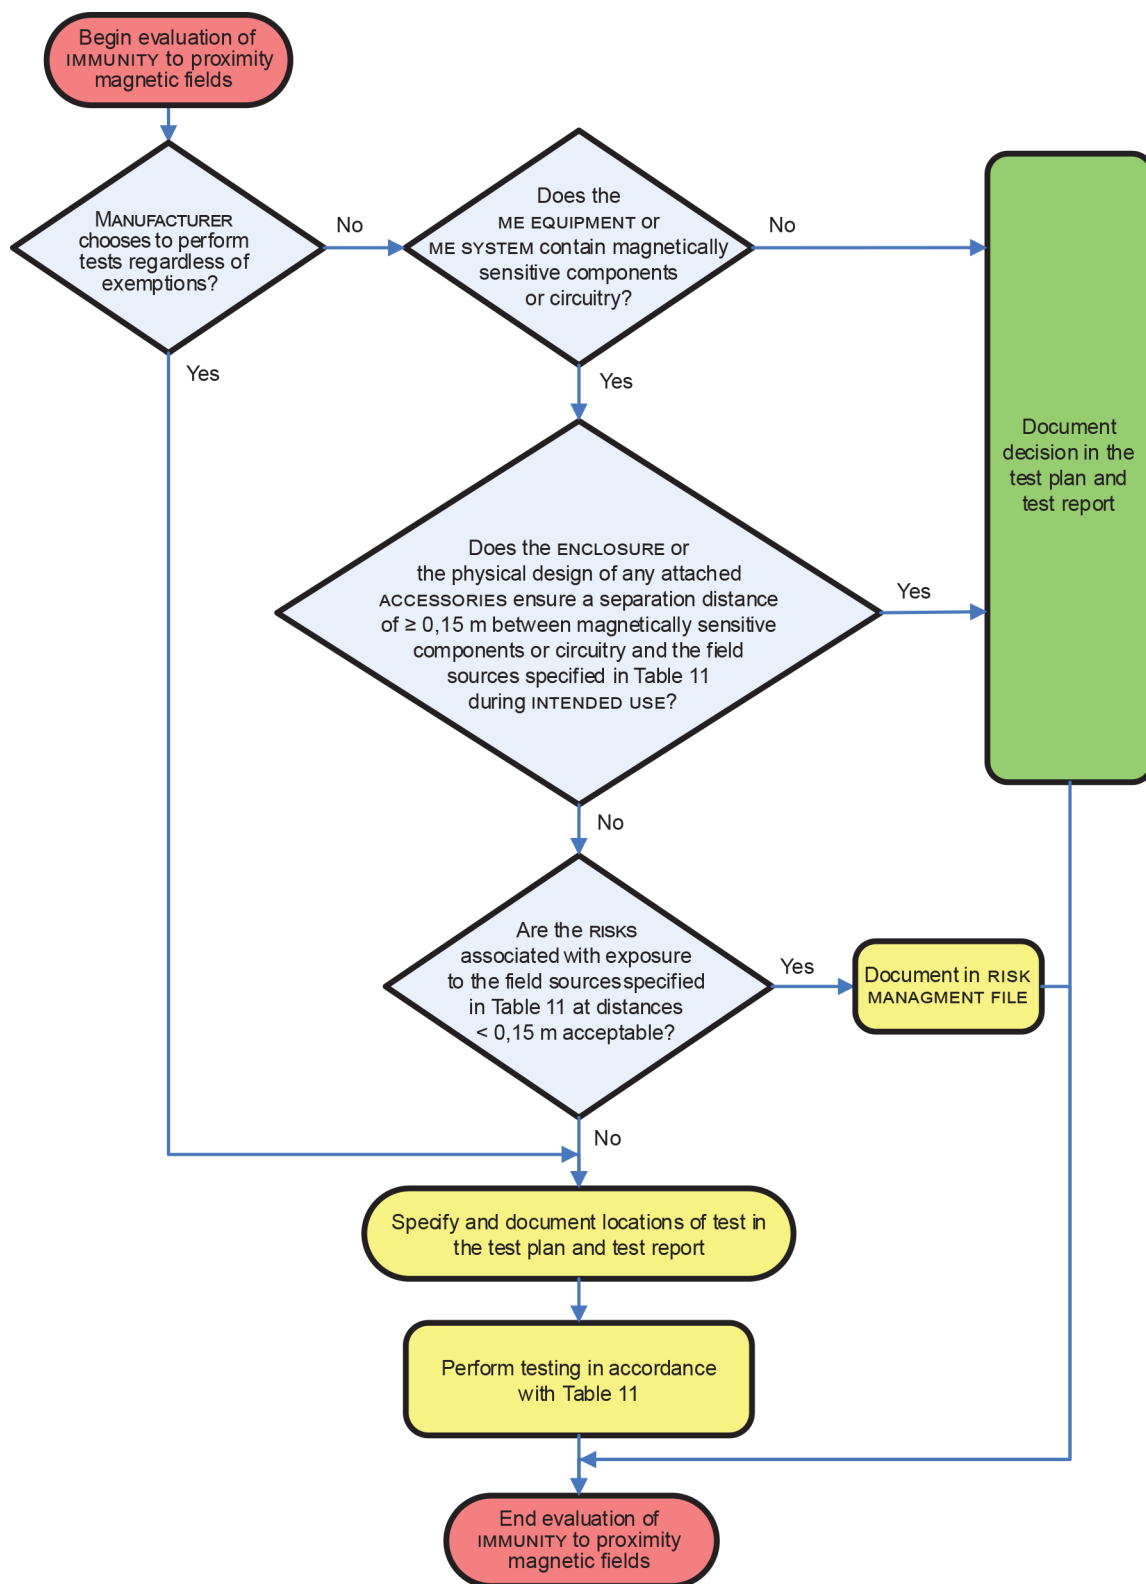 Begin evaluation of
IMMUNITY to proximity
magnetic fields
MANUFACTURER
chooses to perform
tests regardless of
exemptions?
No
Yes
Does the
ME EQUIPMENT or
ME SYSTEM contain magnetically
sensitive components
or circuitry?
No
Yes
Document
decision in the
test plan and
test report
Does the ENCLOSURE or
the physical design of any attached
ACCESSORIES ensure a separation distance
of ≥ 0,15 m between magnetically sensitive
components or circuitry and the field
sources specified in Table 11
during INTENDED USE?
Yes
No
Are the RISKS
associated with exposure
to the field sources specified
in Table 11 at distances
< 0,15 m acceptable?
Yes
Document in RISK
MANAGMENT FILE
No
Specify and document locations of test in
the test plan and test report
Perform testing in accordance
with Table 11
End evaluation of
IMMUNITY to proximity
magnetic fields